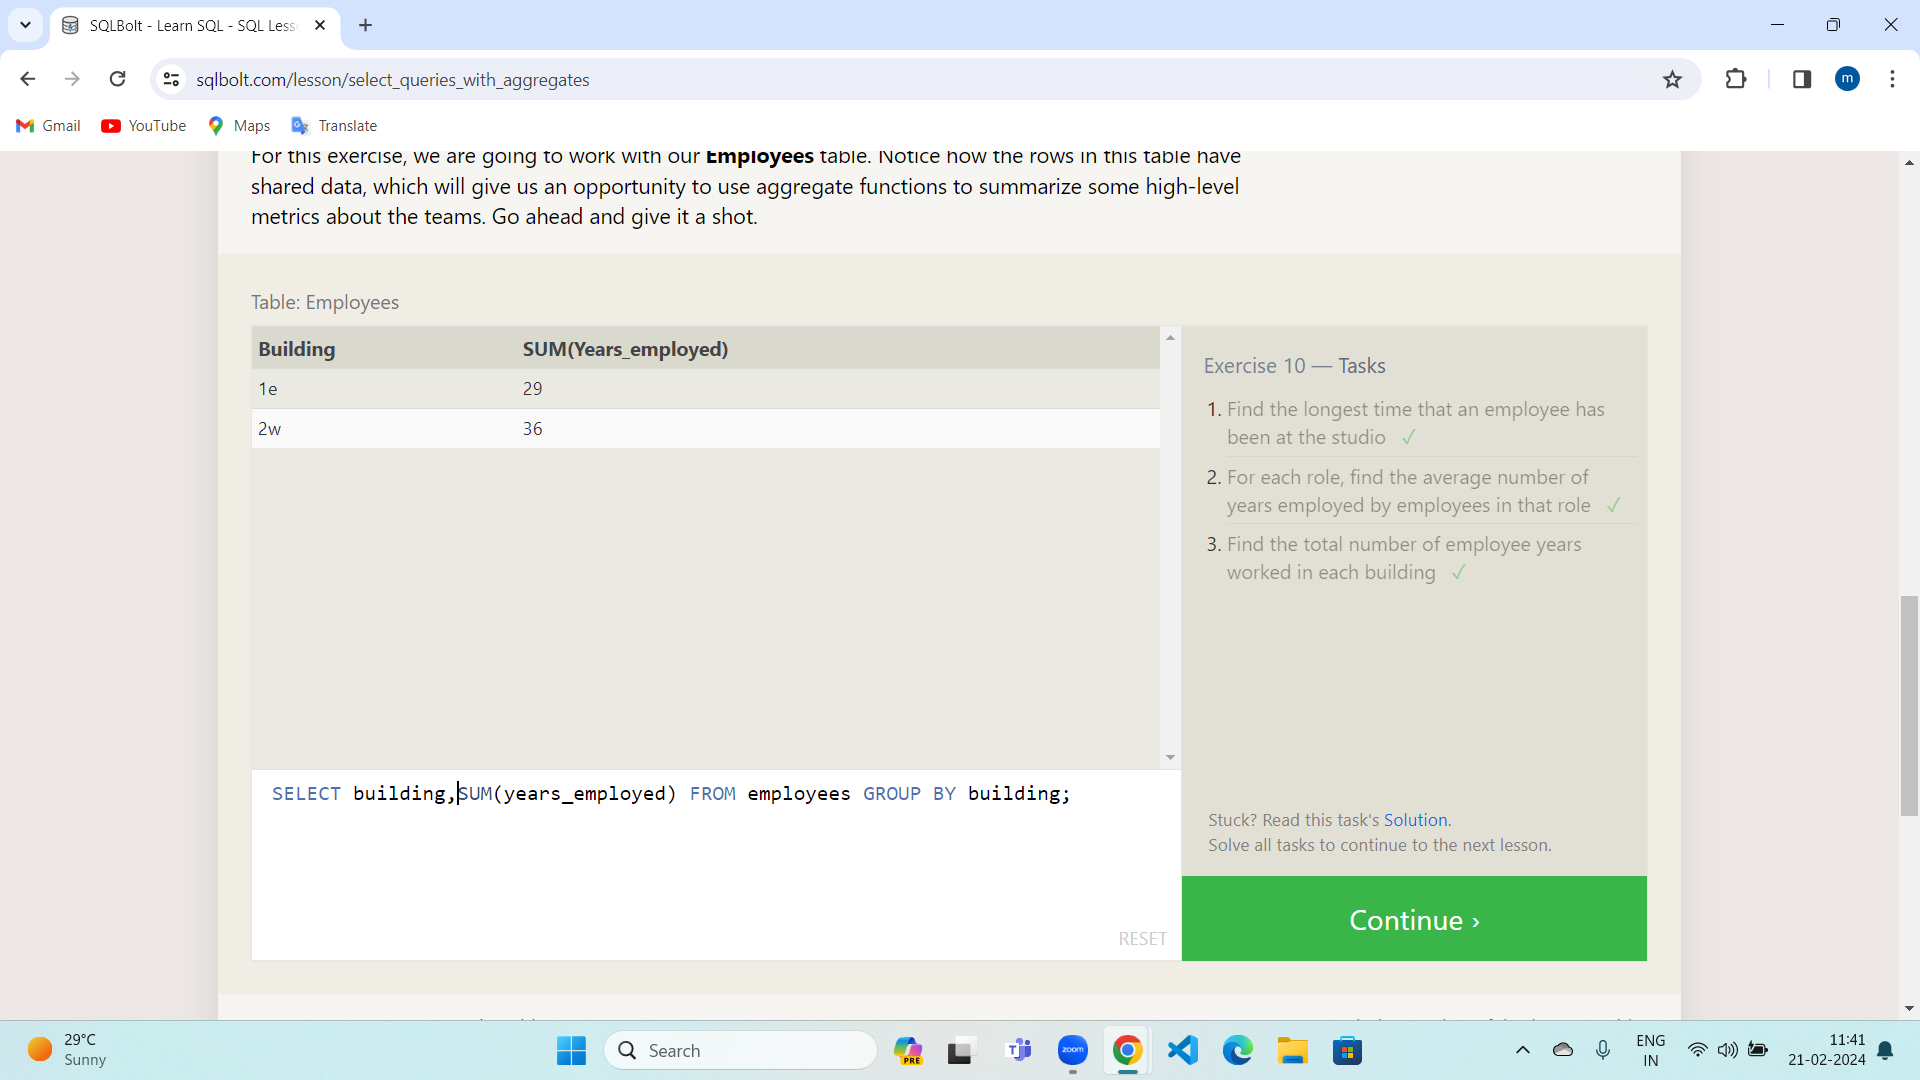 SQLBolt - Learn SQL - SQL Less
sqlbolt.com/lesson/select_queries_with_aggregates
m
Gmail
YouTube
Maps
Translate
For this exercise, we are going to work with our Employees table. Notice how the rows in this table have
shared data, which will give us an opportunity to use aggregate functions to summarize some high-level
metrics about the teams. Go ahead and give it a shot.
Table: Employees
Building SUM(Years_employed)
1e 29
2w 36
SELECT building,SUM(years_employed) FROM employees GROUP BY building;
RESET
Exercise 10 — Tasks
1. Find the longest time that an employee has
been at the studio ✓
2. For each role, find the average number of
years employed by employees in that role ✓
3. Find the total number of employee years
worked in each building ✓
Stuck? Read this task's Solution.
Solve all tasks to continue to the next lesson.
Continue ›
29°C
Sunny
Search
PRE
zoom
ENG
IN
11:41
21-02-2024